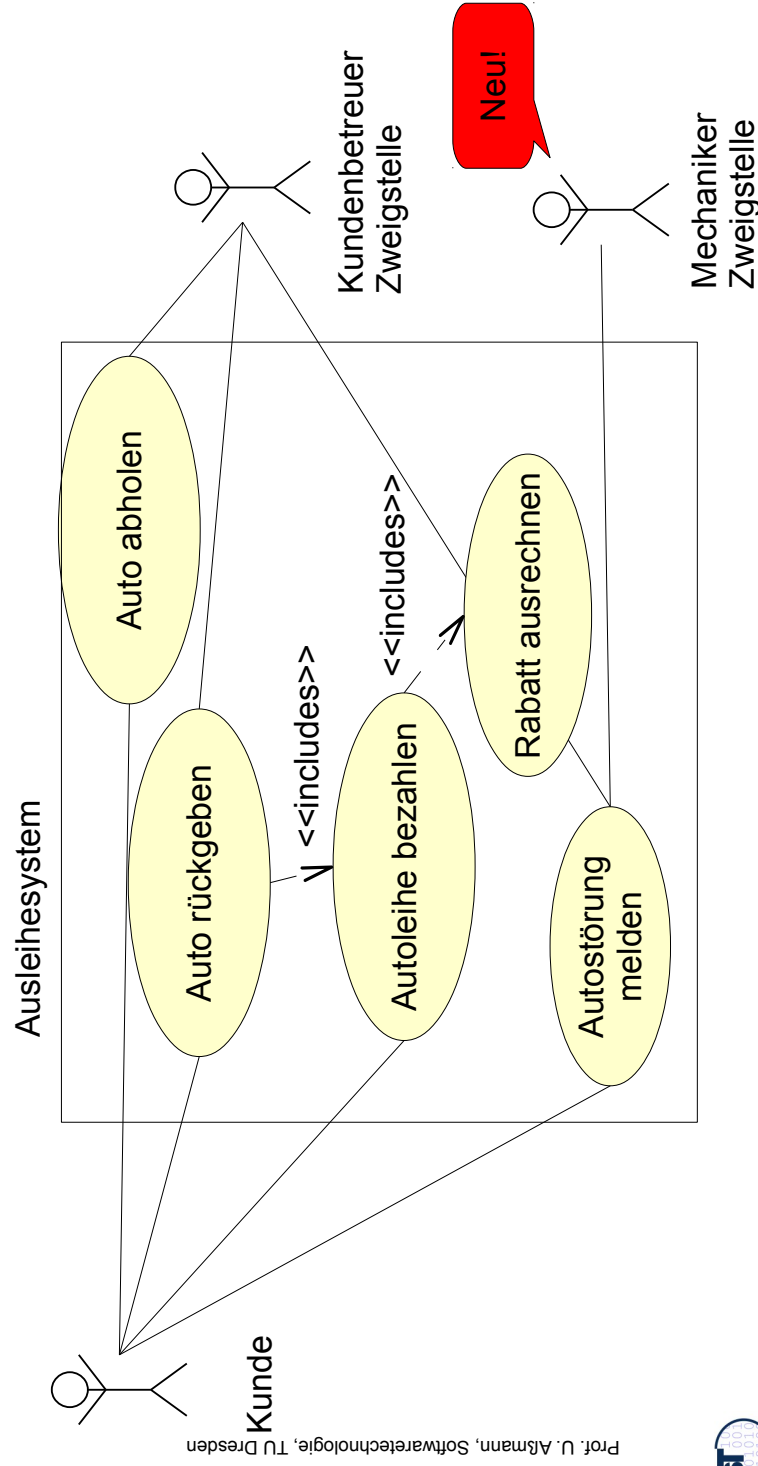 Ausleihesystem
Auto abholen
Auto rückgeben
<<includes>>
Autoleihe bezahlen
<<includes>>
Rabatt ausrechnen
Autostörung
melden
Kunde
Kundenbetreuer
Zweigstelle
Neu!
Mechaniker
Zweigstelle
Prof. U. Aßmann, Softwaretechnologie, TU Dresden